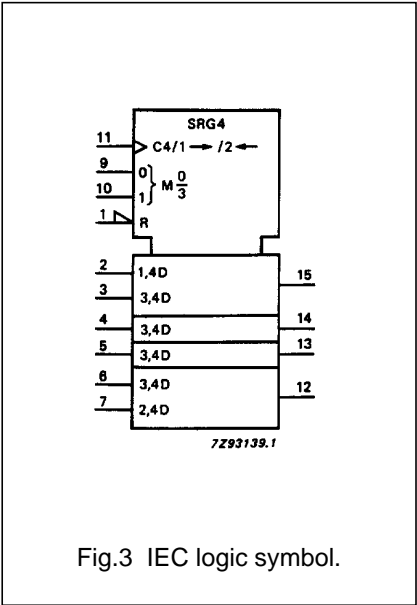 SRG4
11 C4/1 → /2 ←
9 0
M 0/3
10 1
1 R
2 1,4D 15
3 3,4D
4 3,4D 14
5 3,4D 13
6 3,4D 12
7 2,4D
7Z93139.1
Fig.3 IEC logic symbol.